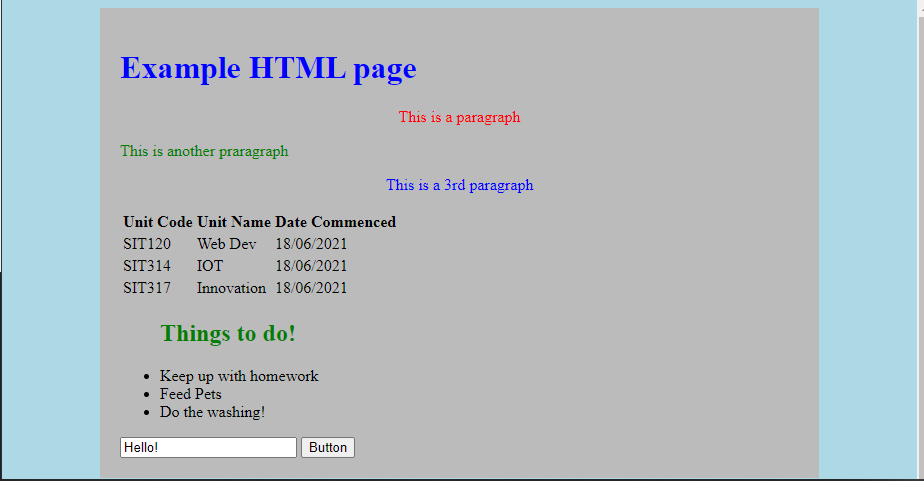 Example HTML page
This is a paragraph
This is another praragraph
This is a 3rd paragraph
Unit Code Unit Name Date Commenced
SIT120 Web Dev 18/06/2021
SIT314 IOT 18/06/2021
SIT317 Innovation 18/06/2021
Things to do!
Keep up with homework
Feed Pets
Do the washing!
Hello! Button